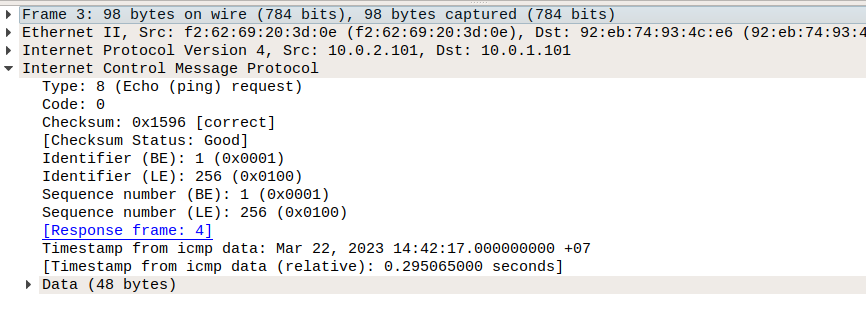 Frame 3: 98 bytes on wire (784 bits), 98 bytes captured (784 bits)
Ethernet II, Src: f2:62:69:20:3d:0e (f2:62:69:20:3d:0e), Dst: 92:eb:74:93:4c:e6 (92:eb:74:93:4
Internet Protocol Version 4, Src: 10.0.2.101, Dst: 10.0.1.101
Internet Control Message Protocol
Type: 8 (Echo (ping) request)
Code: 0
Checksum: 0x1596 [correct]
[Checksum Status: Good]
Identifier (BE): 1 (0x0001)
Identifier (LE): 256 (0x0100)
Sequence number (BE): 1 (0x0001)
Sequence number (LE): 256 (0x0100)
[Response frame: 4]
Timestamp from icmp data: Mar 22, 2023 14:42:17.000000000 +07
[Timestamp from icmp data (relative): 0.295065000 seconds]
Data (48 bytes)